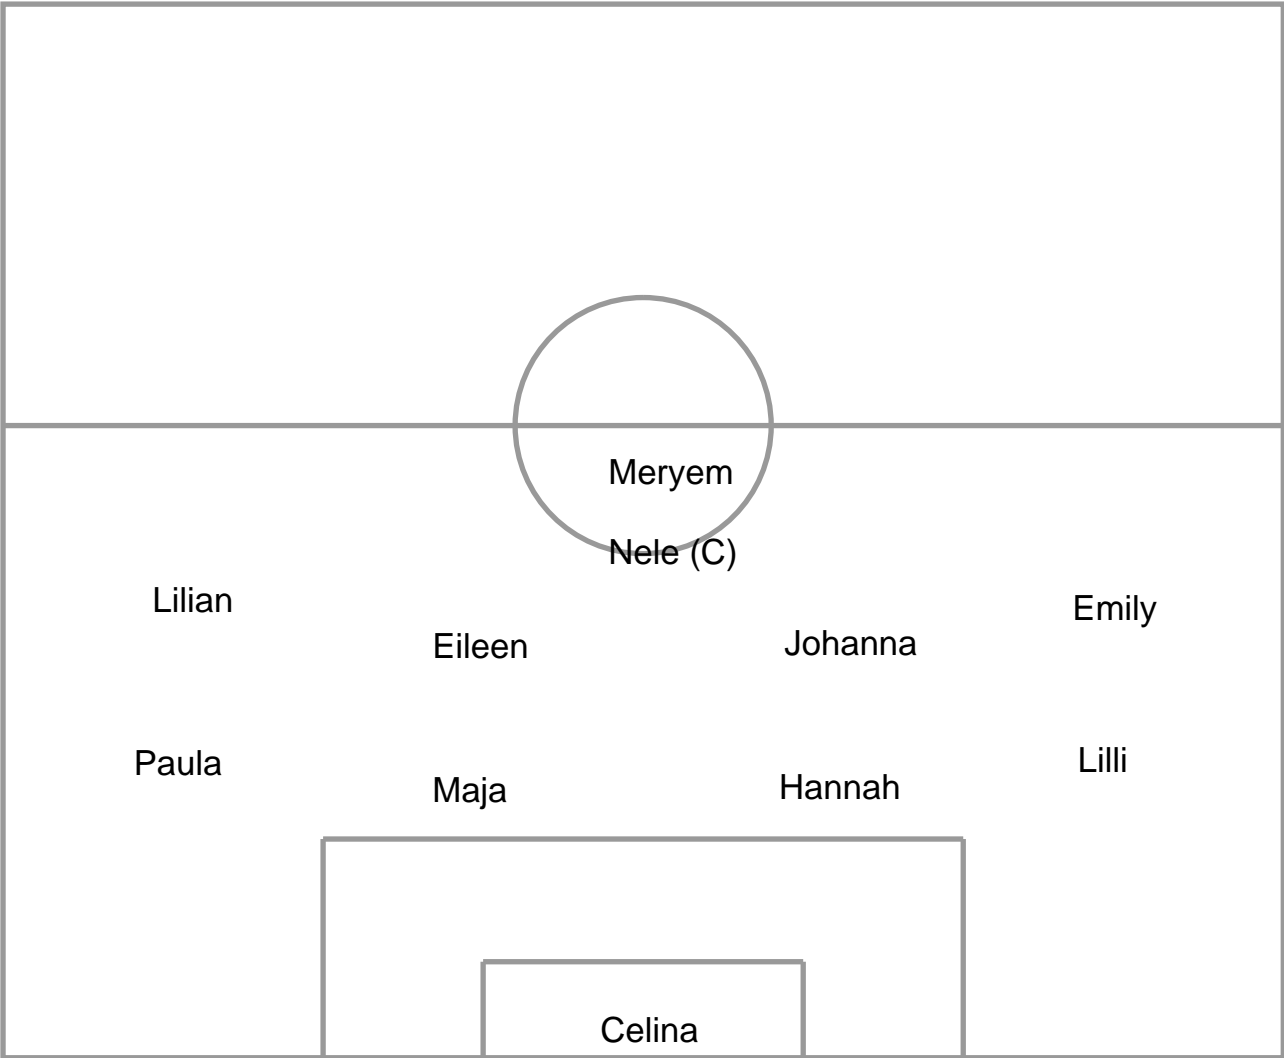 Meryem
Nele (C)
Lilian
Emily
Eileen
Johanna
Paula
Lilli
Maja
Hannah
Celina